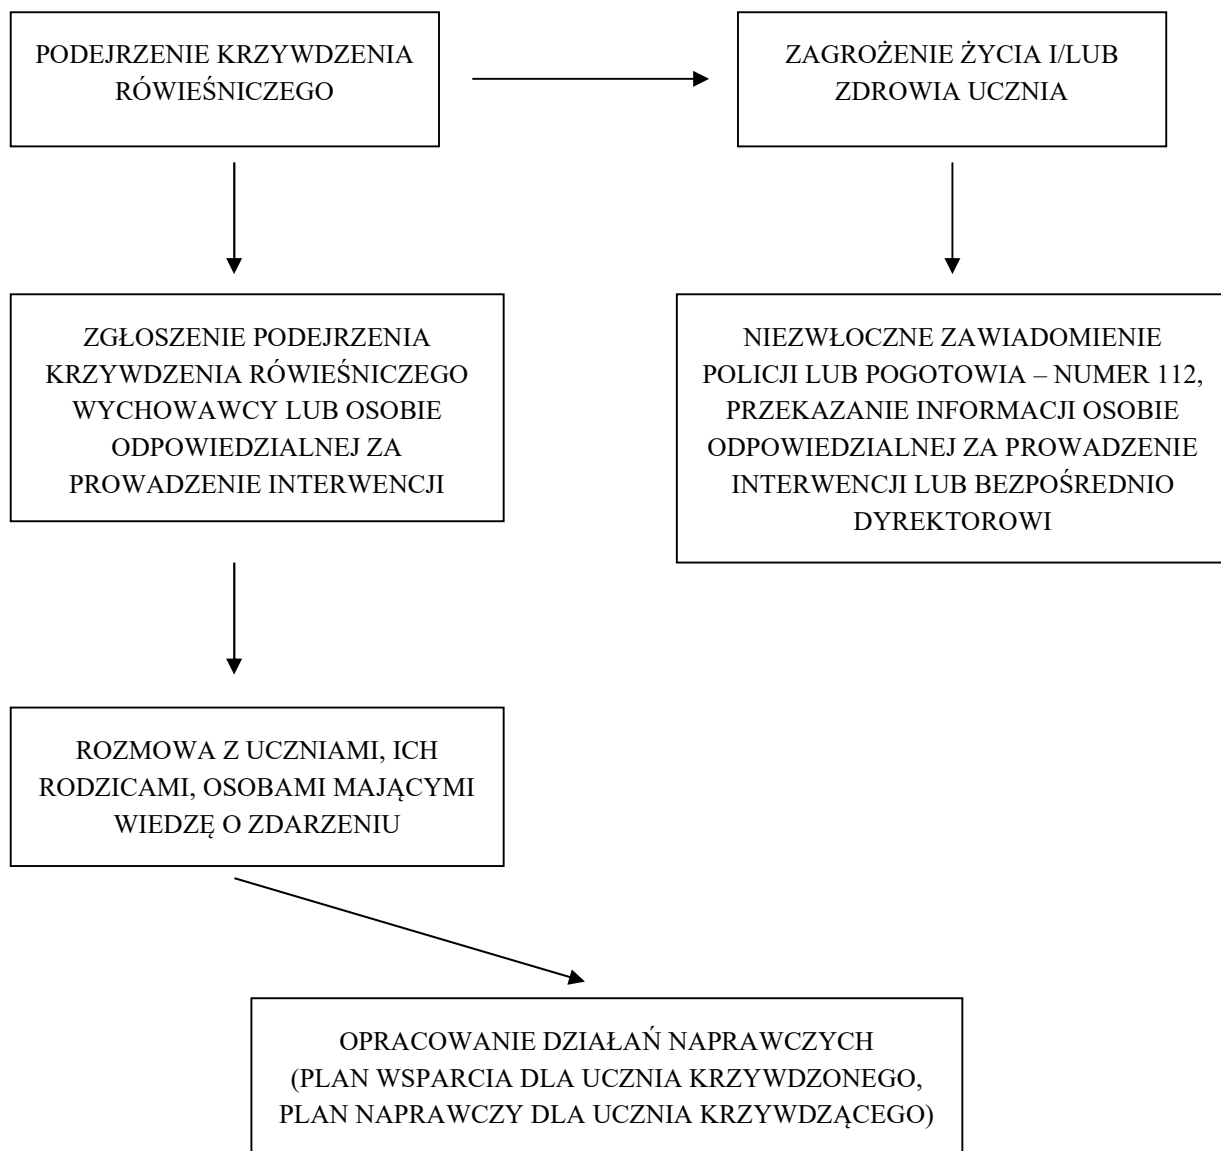 PODEJRZENIE KRZYWDZENIA
RÓWIEŚNICZEGO
ZAGROŻENIE ŻYCIA I/LUB
ZDROWIA UCZNIA
ZGŁOSZENIE PODEJRZENIA
KRZYWDZENIA RÓWIEŚNICZEGO
WYCHOWAWCY LUB OSOBIE
ODPOWIEDZIALNEJ ZA
PROWADZENIE INTERWENCJI
NIEZWŁOCZNE ZAWIADOMIENIE
POLICJI LUB POGOTOWIA – NUMER 112,
PRZEKAZANIE INFORMACJI OSOBIE
ODPOWIEDZIALNEJ ZA PROWADZENIE
INTERWENCJI LUB BEZPOŚREDNIO
DYREKTOROWI
ROZMOWA Z UCZNIAMI, ICH
RODZICAMI, OSOBAMI MAJĄCYMI
WIEDZĘ O ZDARZENIU
OPRACOWANIE DZIAŁAŃ NAPRAWCZYCH
(PLAN WSPARCIA DLA UCZNIA KRZYWDZONEGO,
PLAN NAPRAWCZY DLA UCZNIA KRZYWDZĄCEGO)